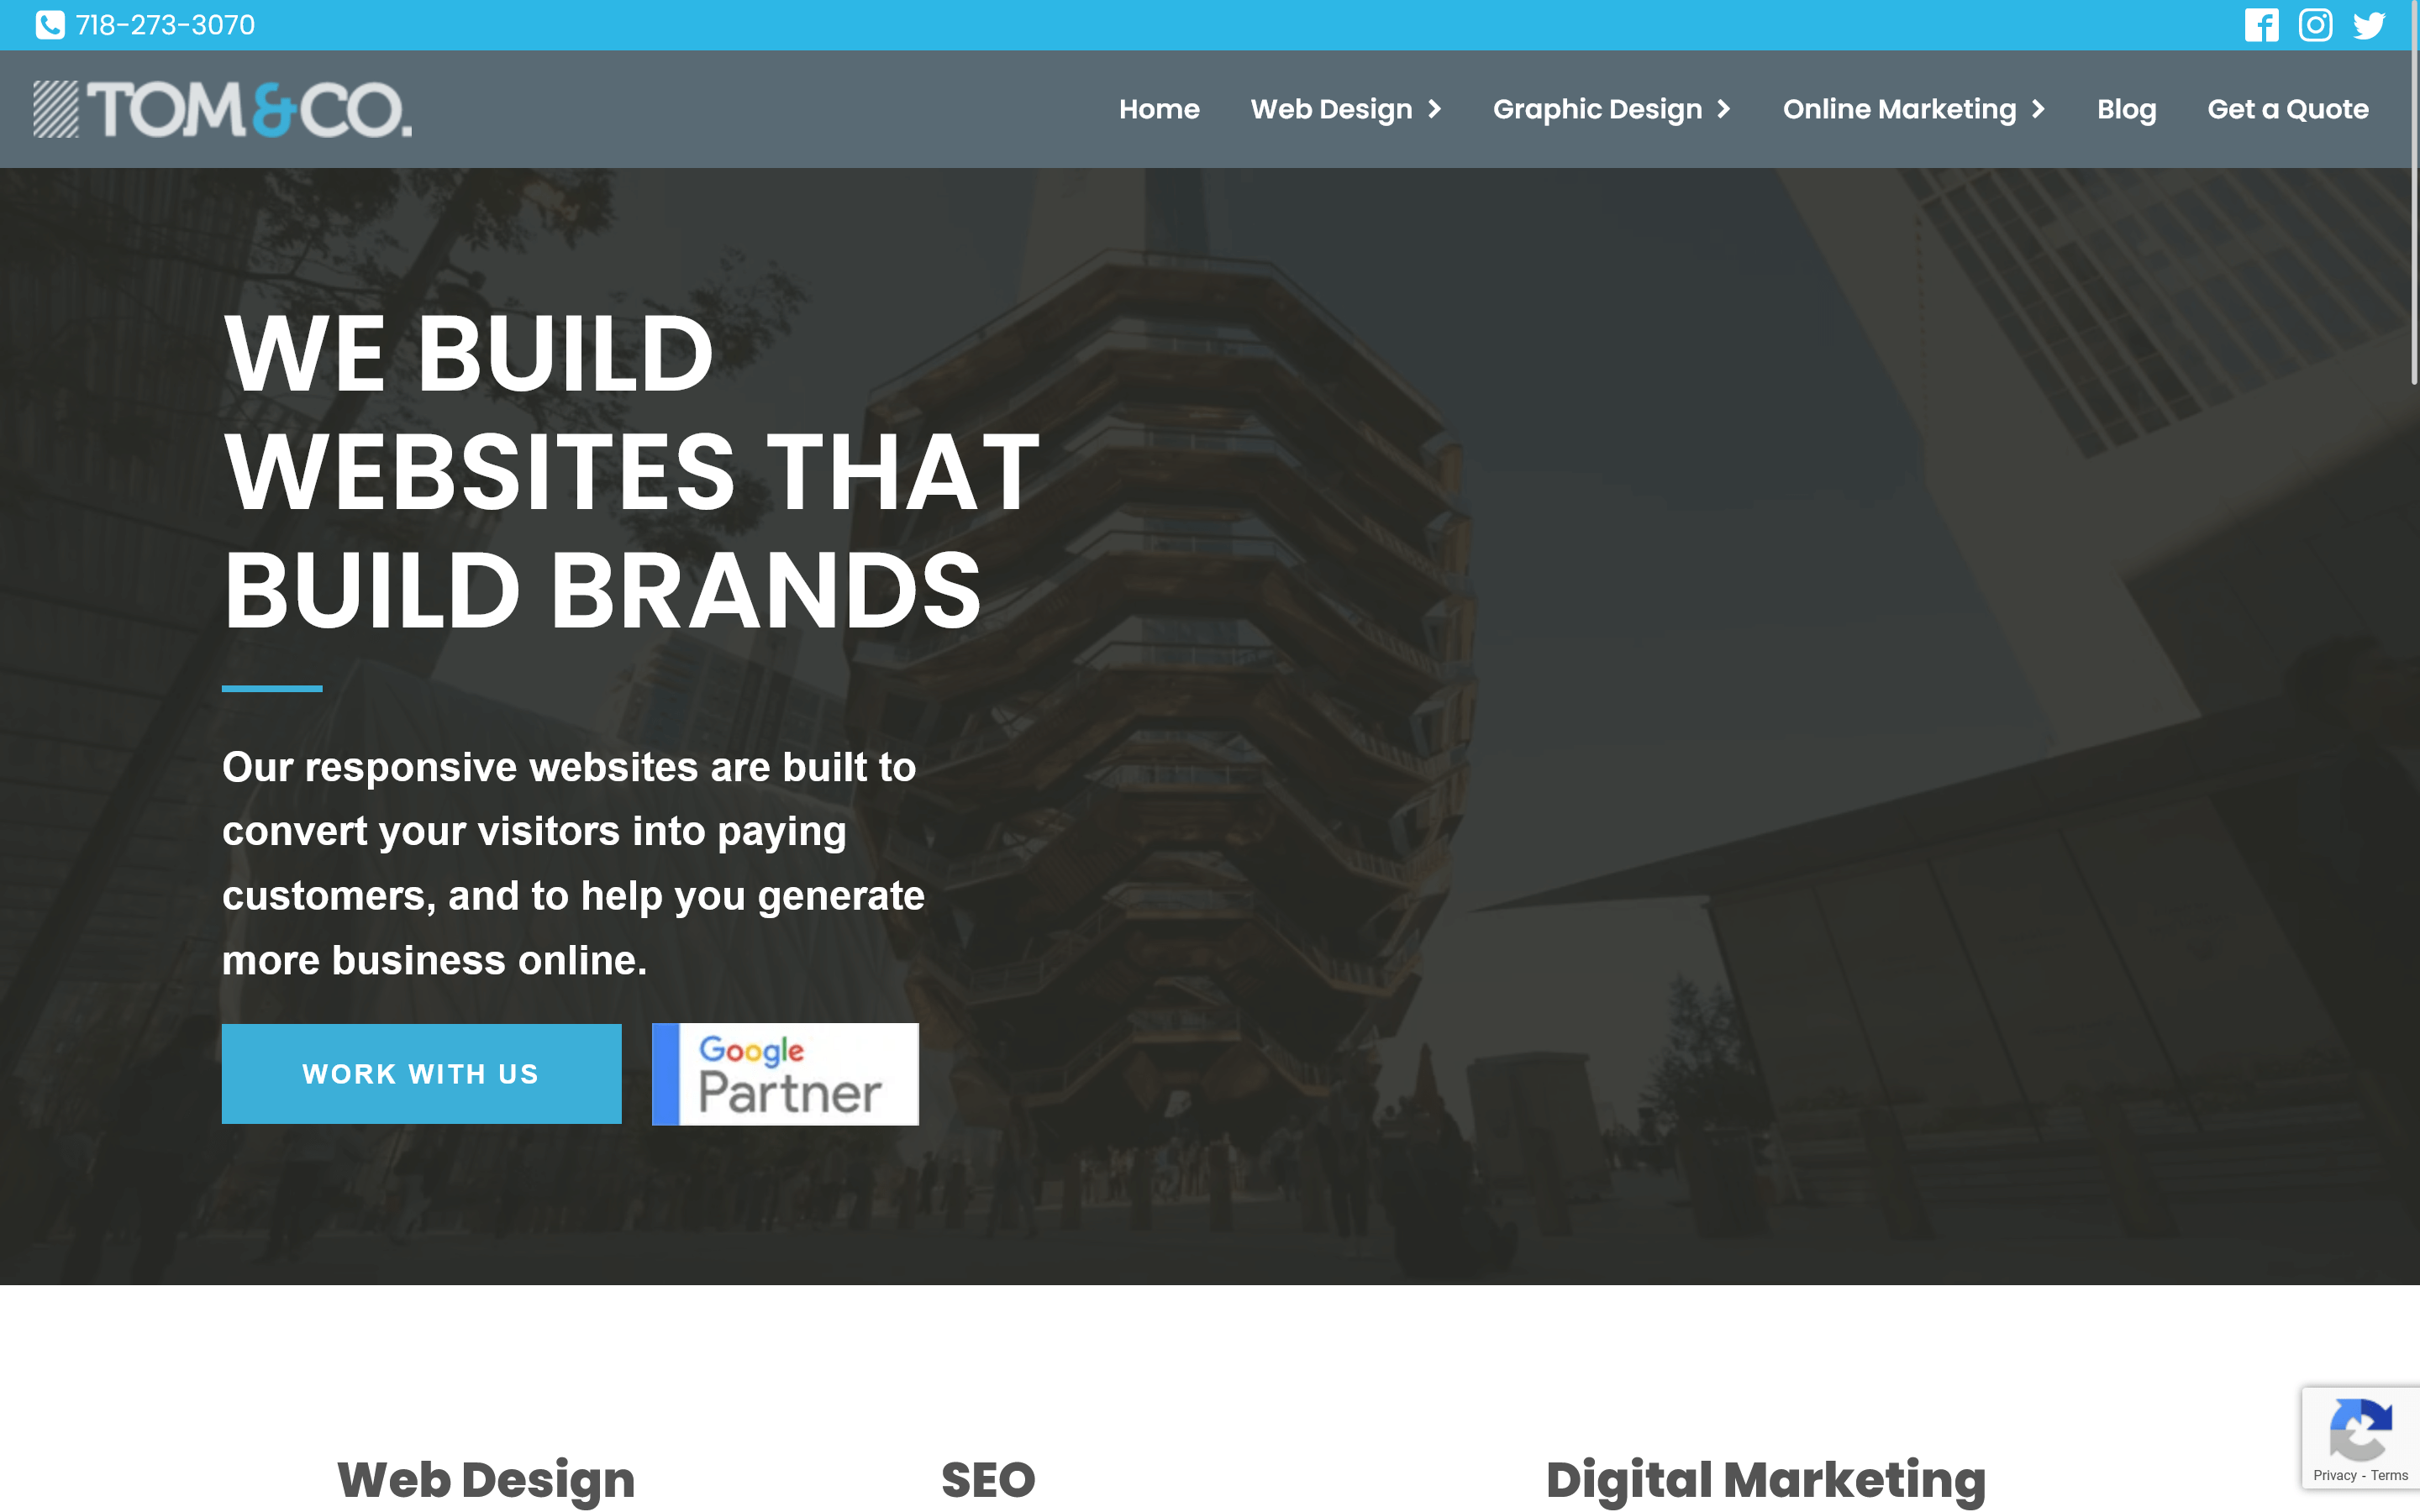 718-273-3070
TOM&CO.
Home
Web Design
Graphic Design
Online Marketing
Blog
Get a Quote
WE BUILD
WEBSITES THAT
BUILD BRANDS
Our responsive websites are built to
convert your visitors into paying
customers, and to help you generate
more business online.
WORK WITH US
Google
Partner
Web Design
SEO
Digital Marketing
Privacy - Terms